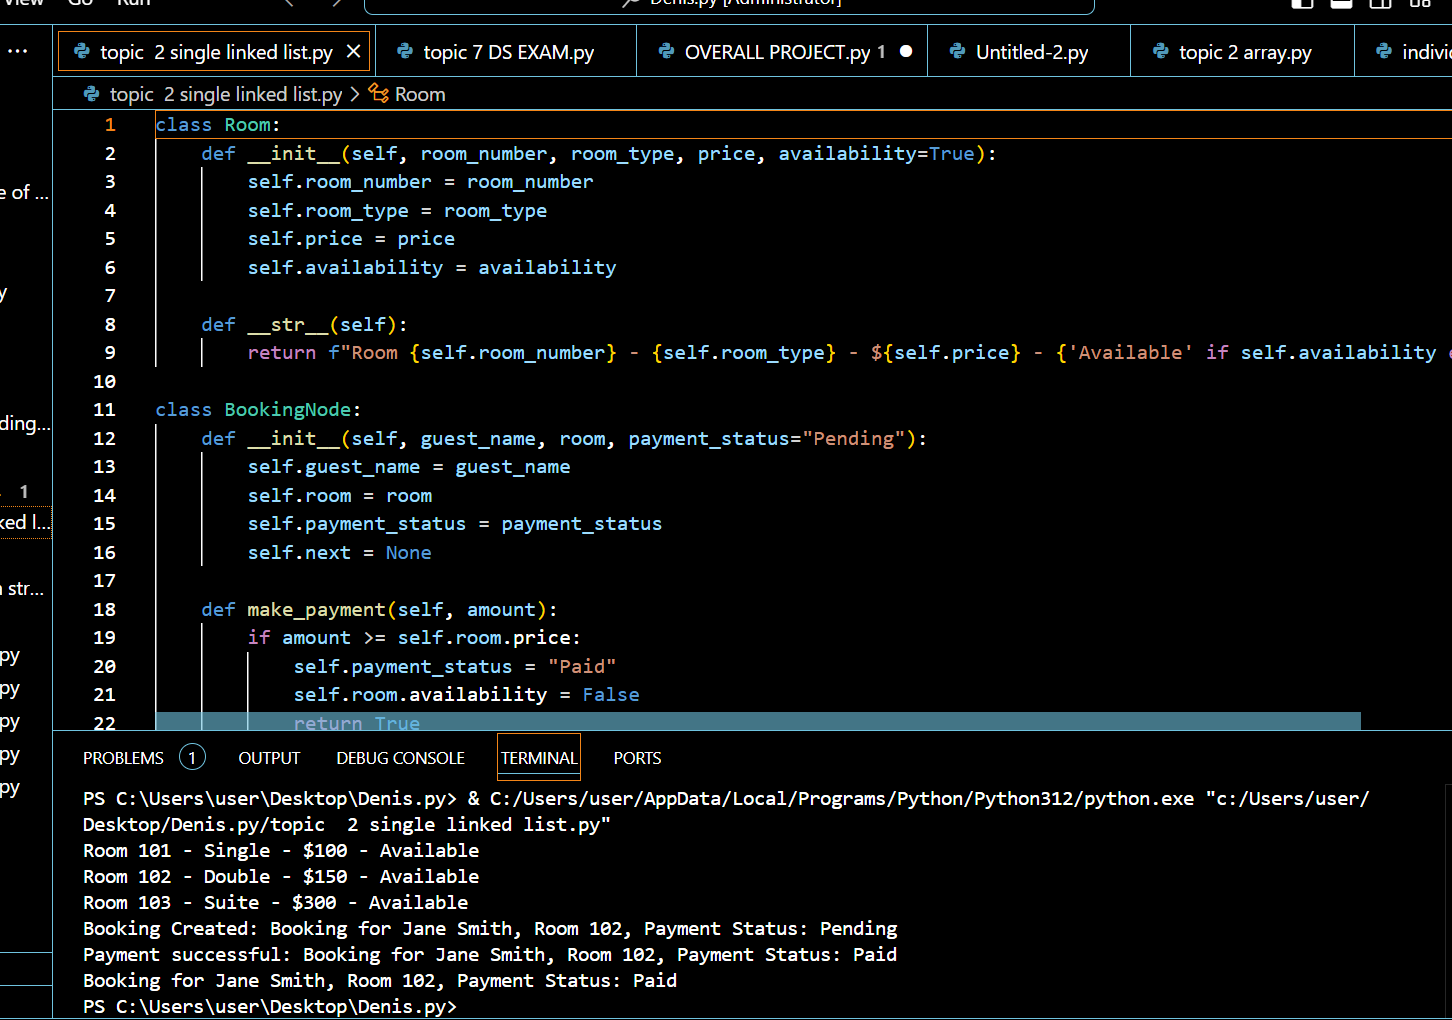 View Go Run Denis.py [Administrator]
topic 2 single linked list.py topic 7 DS EXAM.py OVERALL PROJECT.py 1 Untitled-2.py topic 2 array.py
topic 2 single linked list.py > Room
e of ...
y
ding...
1
ked l...
str...
py
py
py
py
py
1 class Room:
2 def __init__(self, room_number, room_type, price, availability=True):
3 self.room_number = room_number
4 self.room_type = room_type
5 self.price = price
6 self.availability = availability
7
8 def __str__(self):
9 return f"Room {self.room_number} - {self.room_type} - ${self.price} - {'Available' if self.availability
10
11 class BookingNode:
12 def __init__(self, guest_name, room, payment_status="Pending"):
13 self.guest_name = guest_name
14 self.room = room
15 self.payment_status = payment_status
16 self.next = None
17
18 def make_payment(self, amount):
19 if amount >= self.room.price:
20 self.payment_status = "Paid"
21 self.room.availability = False
22 return True
PROBLEMS 1 OUTPUT DEBUG CONSOLE TERMINAL PORTS
PS C:\Users\user\Desktop\Denis.py> & C:/Users/user/AppData/Local/Programs/Python/Python312/python.exe "c:/Users/user/
Desktop/Denis.py/topic  2 single linked list.py"
Room 101 - Single - $100 - Available
Room 102 - Double - $150 - Available
Room 103 - Suite - $300 - Available
Booking Created: Booking for Jane Smith, Room 102, Payment Status: Pending
Payment successful: Booking for Jane Smith, Room 102, Payment Status: Paid
Booking for Jane Smith, Room 102, Payment Status: Paid
PS C:\Users\user\Desktop\Denis.py>